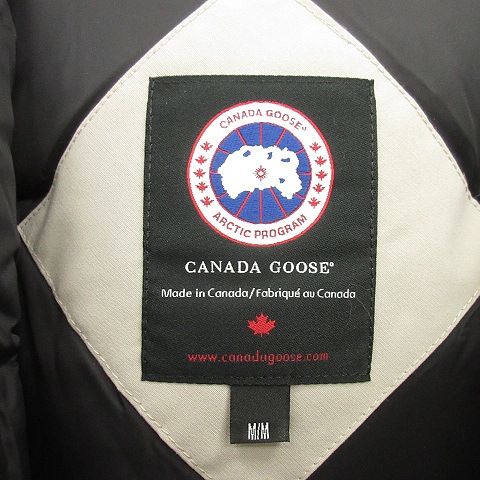 CANADA GOOSE®
ARCTIC PROGRAM
CANADA GOOSE®
Made in Canada/Fabriqué au Canada
www.canadagoose.com
M/M